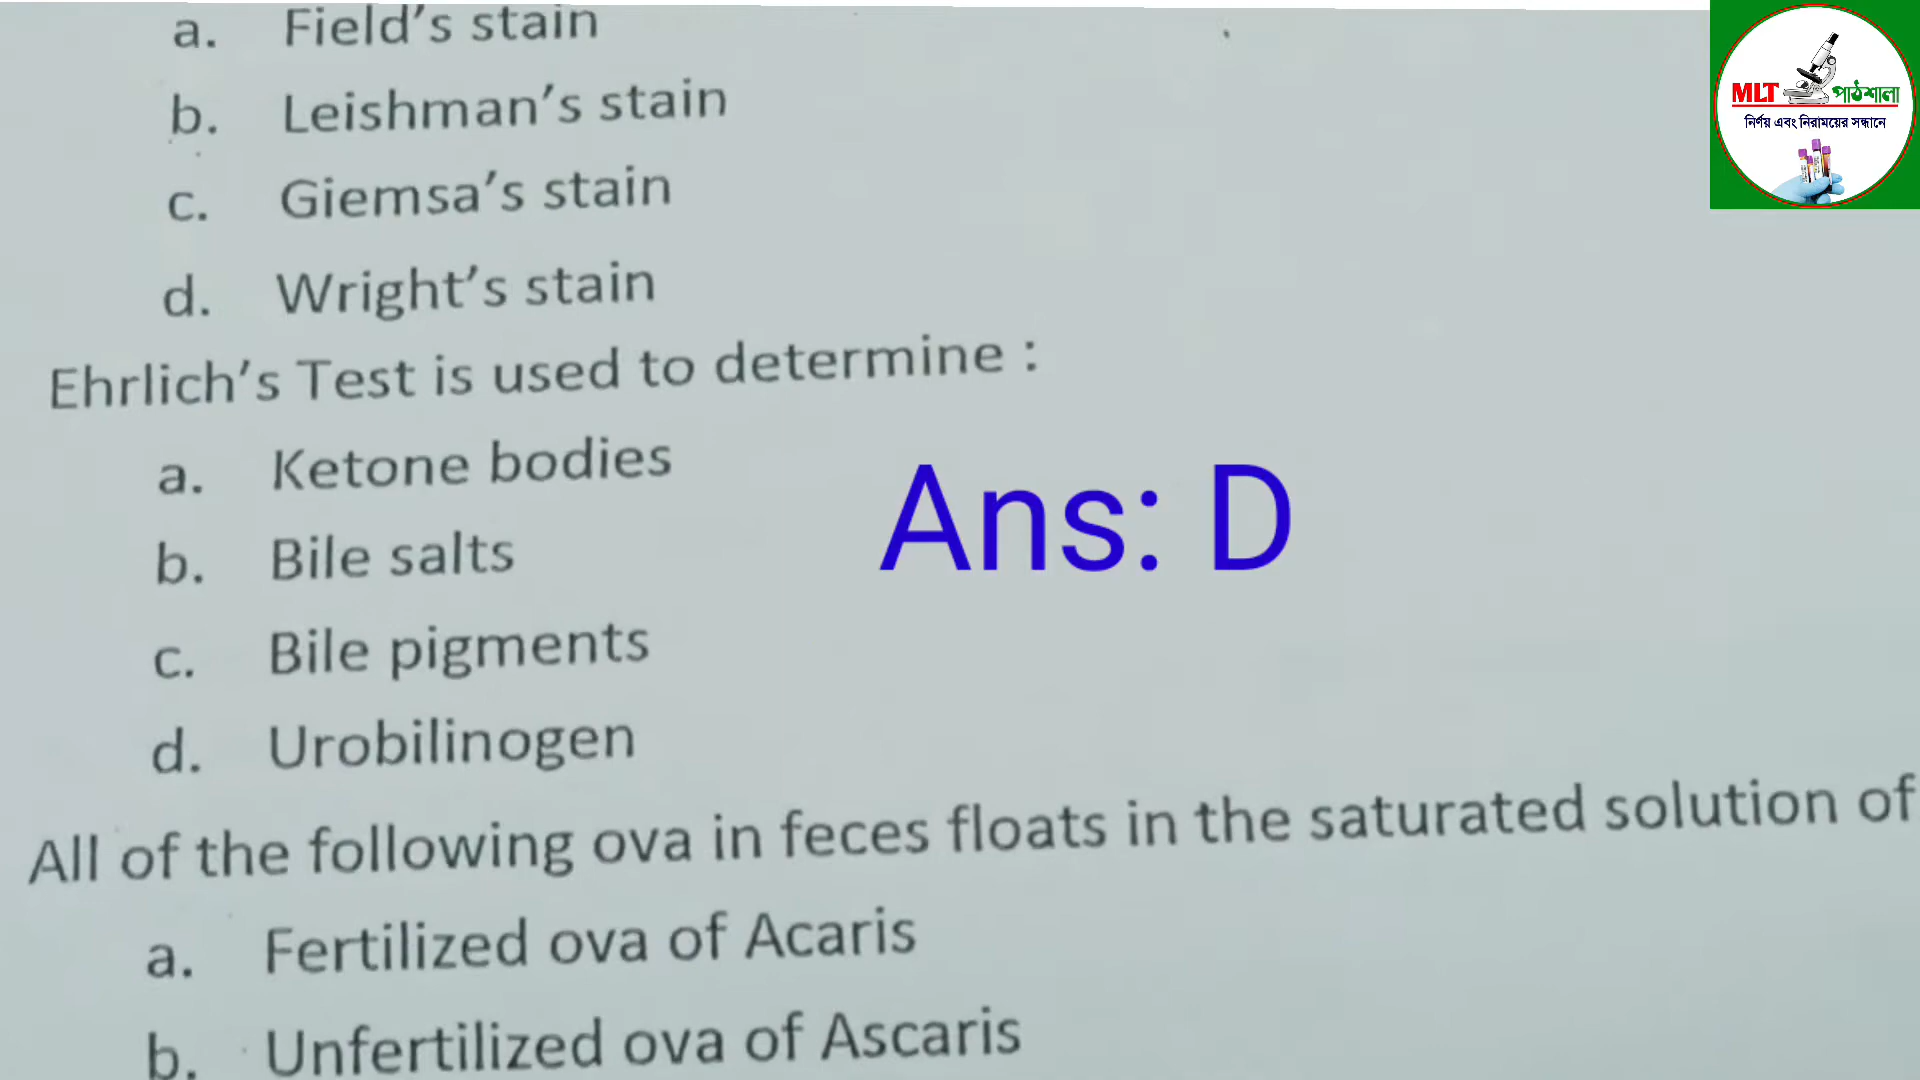 a. Field’s stain
b. Leishman’s stain
c. Giemsa’s stain
d. Wright’s stain
Ehrlich’s Test is used to determine :
a. Ketone bodies
b. Bile salts
c. Bile pigments
d. Urobilinogen
Ans: D
All of the following ova in feces floats in the saturated solution of
a. Fertilized ova of Acaris
b. Unfertilized ova of Ascaris
MLT পাঠশালা
নির্ণয় এবং নিরাময়ের সন্ধানে